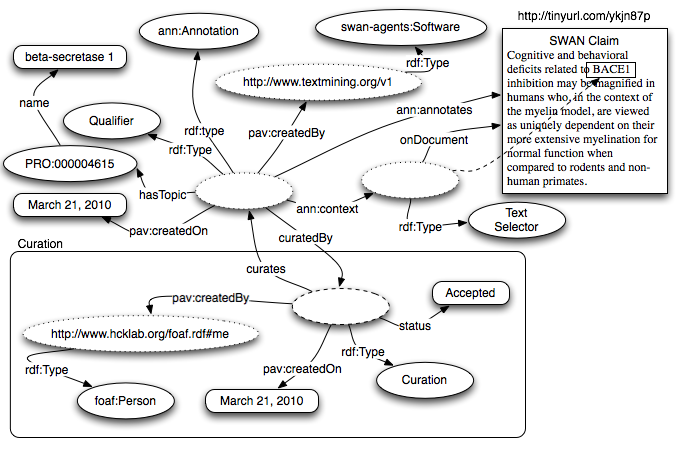 http://tinyurl.com/ykjn87p
swan-agents:Software
ann:Annotation
SWAN Claim
Cognitive and behavioral
deficits related to BACE1
inhibition may be magnified in
humans who, in the context of
the myelin model, are viewed
as uniquely dependent on their
more extensive myelination for
normal function when
compared to rodents and non-
human primates.
beta-secretase 1
rdf:Type
http://www.textmining.org/v1
name
ann:annotates
Qualifier
rdf:type
pav:createdBy
onDocument
rdf:Type
PRO:000004615
hasTopic
March 21, 2010
ann:context
pav:createdOn
rdf:Type
Text
Selector
curatedBy
Curation
curates
pav:createdBy
Accepted
status
http://www.hcklab.org/foaf.rdf#me
rdf:Type
rdf:Type
pav:createdOn
Curation
foaf:Person
March 21, 2010